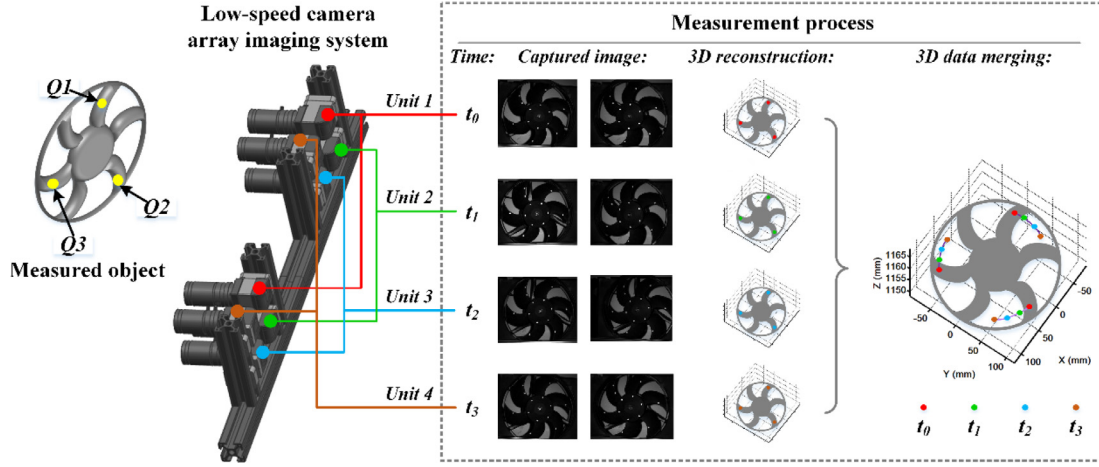 Low-speed camera
array imaging system
Measurement process
Time:
Captured image:
3D reconstruction:
3D data merging:
Q1
Q2
Q3
Measured object
Unit 1
t0
Unit 2
t1
Unit 3
t2
Unit 4
t3
1165
1160
1155
1150
Z (mm)
-50
0
50
100
Y (mm)
-50
0
50
100
X (mm)
t0
t1
t2
t3